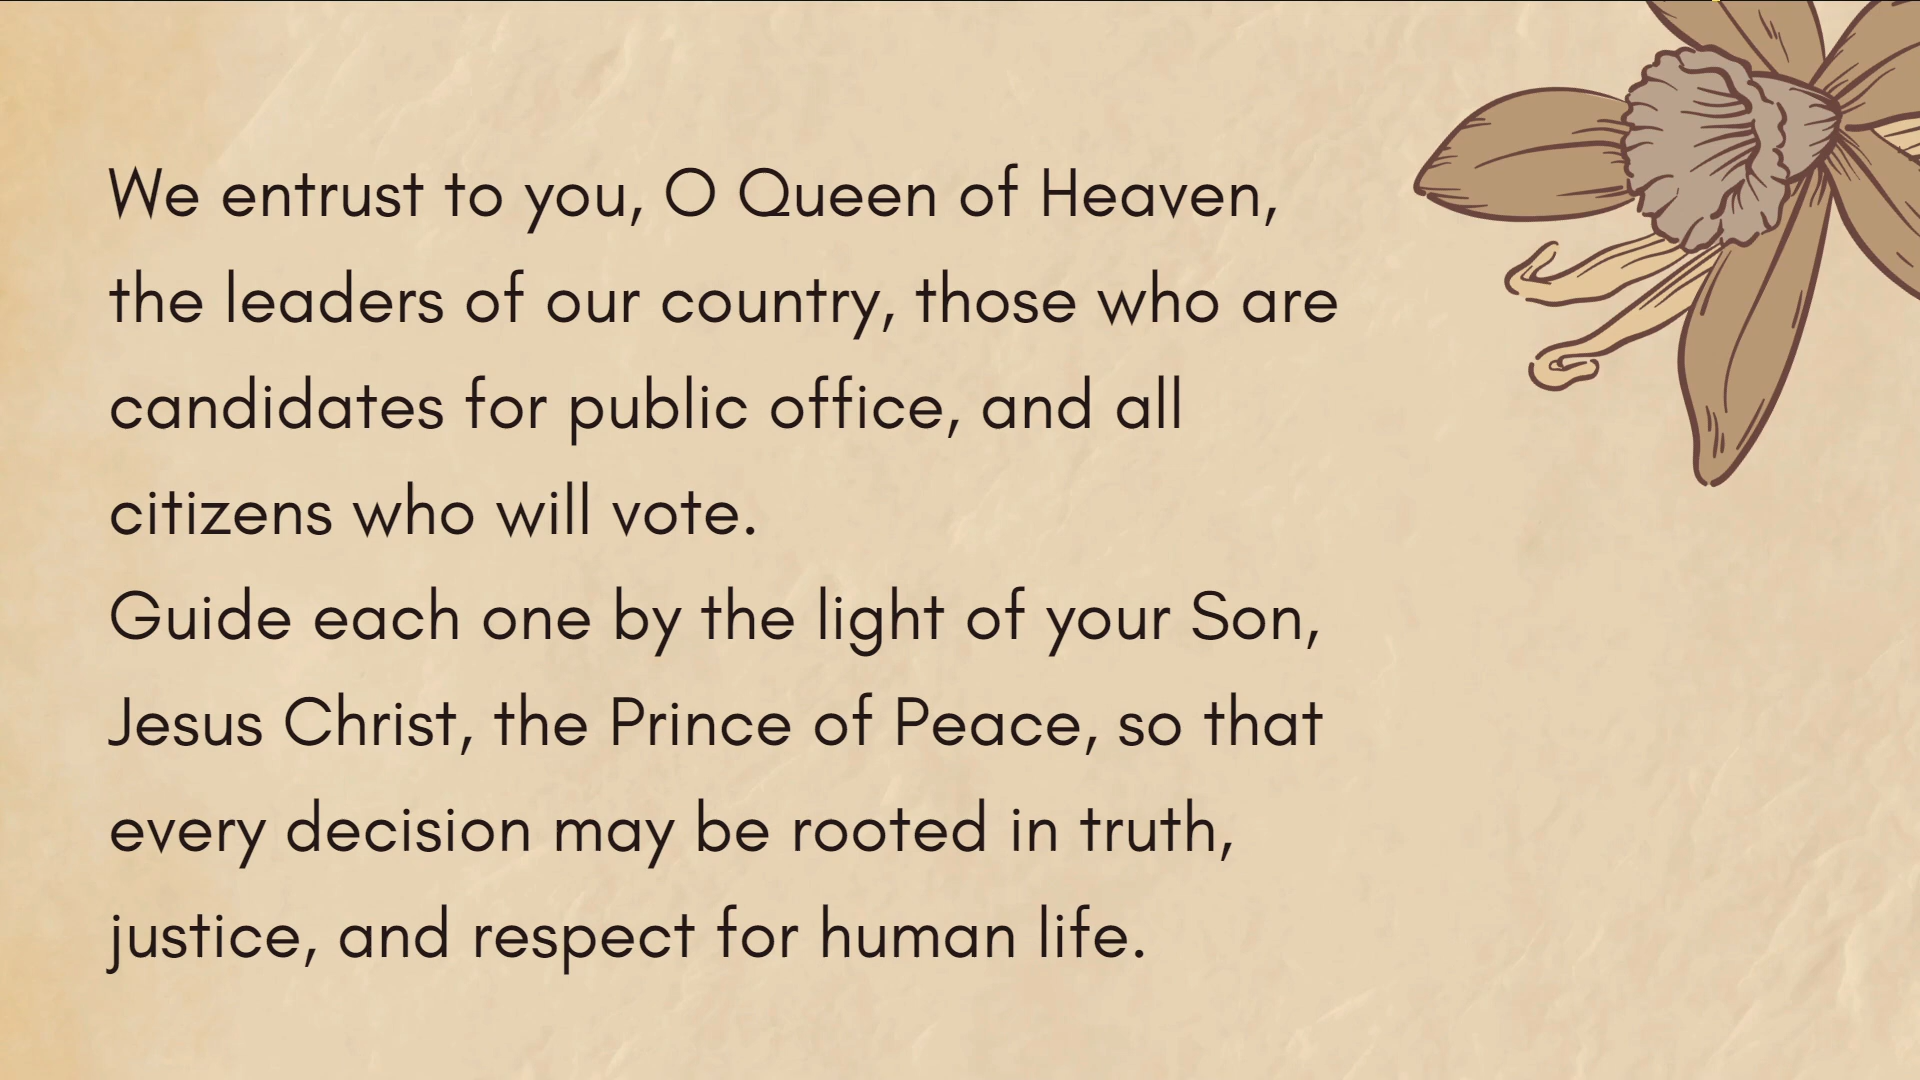 We entrust to you, O Queen of Heaven,
the leaders of our country, those who are
candidates for public office, and all
citizens who will vote.
Guide each one by the light of your Son,
Jesus Christ, the Prince of Peace, so that
every decision may be rooted in truth,
justice, and respect for human life.